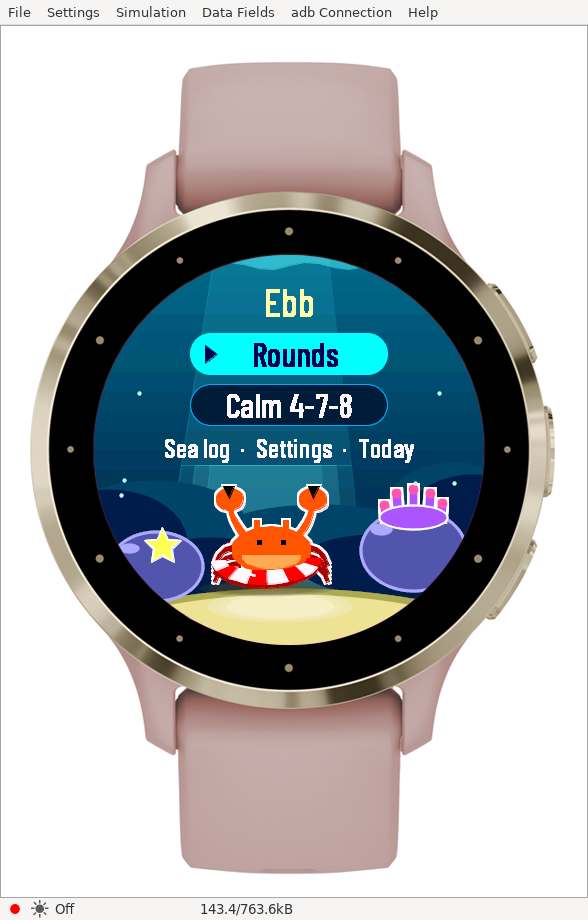 File Settings Simulation Data Fields adb Connection Help
Ebb
Rounds
Calm 4-7-8
Sea log · Settings · Today
Off 143.4/763.6kB